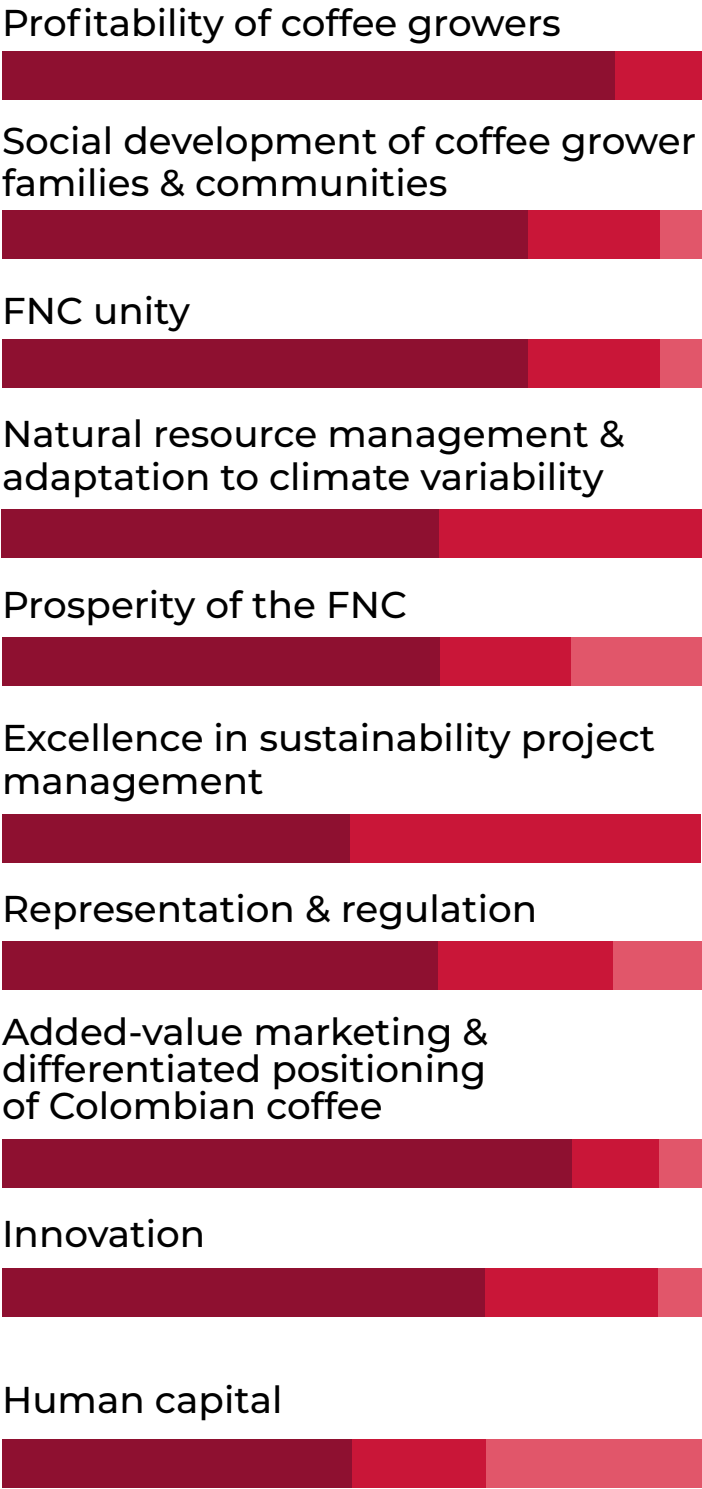 Profitability of coffee growers
Social development of coffee grower
families & communities
FNC unity
Natural resource management &
adaptation to climate variability
Prosperity of the FNC
Excellence in sustainability project
management
Representation & regulation
Added-value marketing &
differentiated positioning
of Colombian coffee
Innovation
Human capital